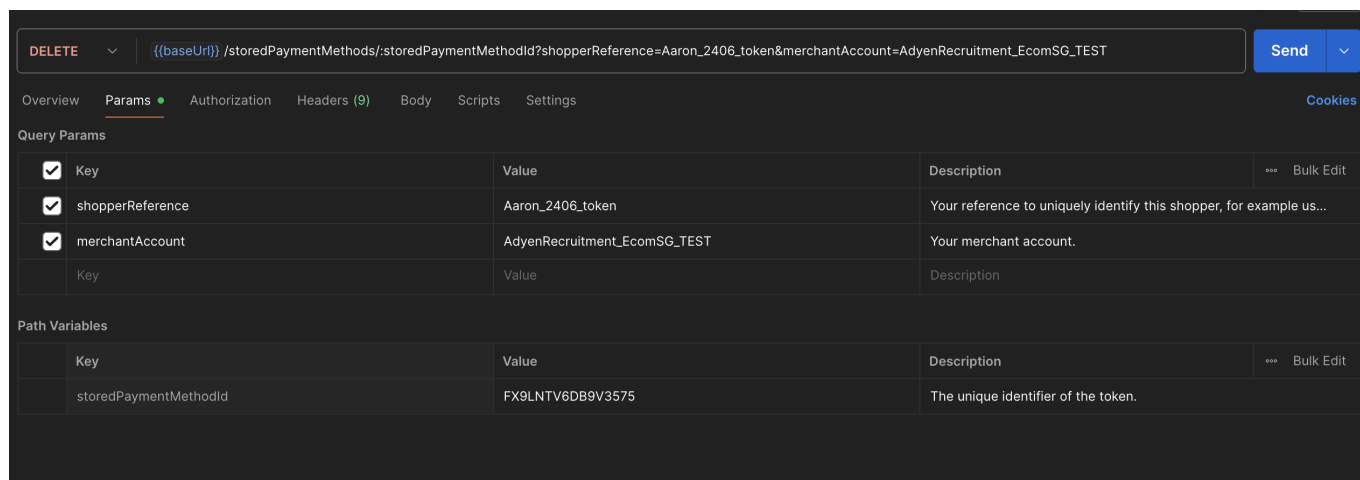 DELETE {{baseUrl}} /storedPaymentMethods/:storedPaymentMethodId?shopperReference=Aaron_2406_token&merchantAccount=AdyenRecruitment_EcomSG_TEST Send
Overview Params Authorization Headers (9) Body Scripts Settings Cookies
Query Params
Key Value Description Bulk Edit
shopperReference Aaron_2406_token Your reference to uniquely identify this shopper, for example us...
merchantAccount AdyenRecruitment_EcomSG_TEST Your merchant account.
Key Value Description
Path Variables
Key Value Description Bulk Edit
storedPaymentMethodId FX9LNTV6DB9V3575 The unique identifier of the token.